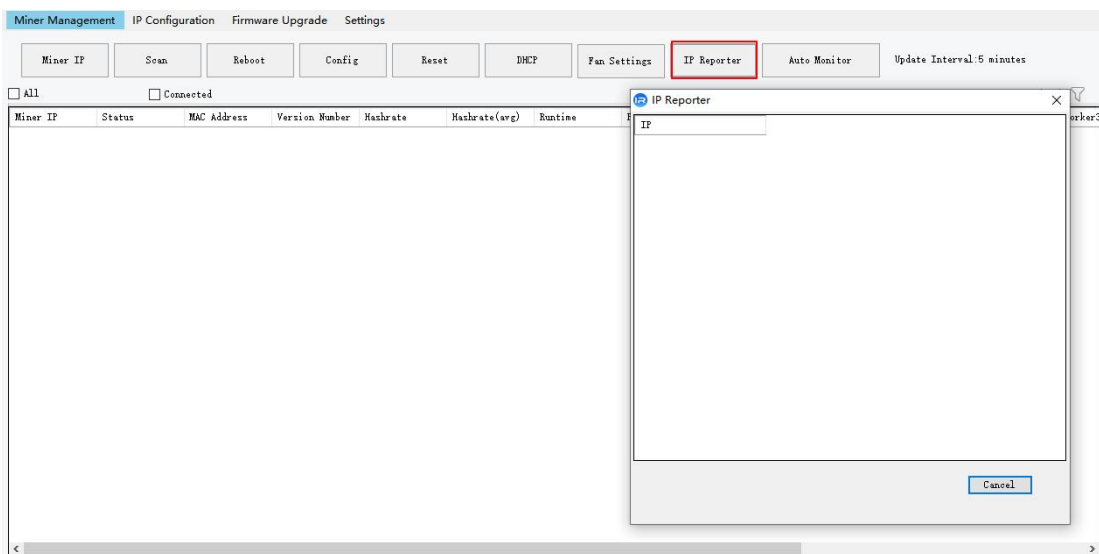 Miner Management IP Configuration Firmware Upgrade Settings
Miner IP Scan Reboot Config Reset DHCP Fan Settings IP Reporter Auto Monitor Update Interval:5 minutes
All Connected
IP Reporter
Miner IP Status MAC Address Version Number Hashrate Hashrate(avg) Runtime
IP
Cancel